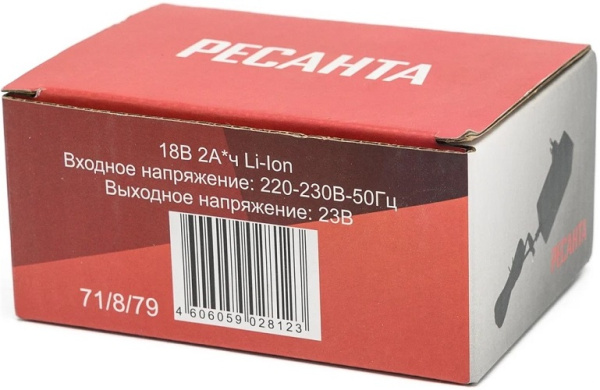 РЕСАНТА
18В 2А*ч Li-Ion
Входное напряжение: 220-230В-50Гц
Выходное напряжение: 23В
71/8/79
4 606059 028123
РЕСАНТА